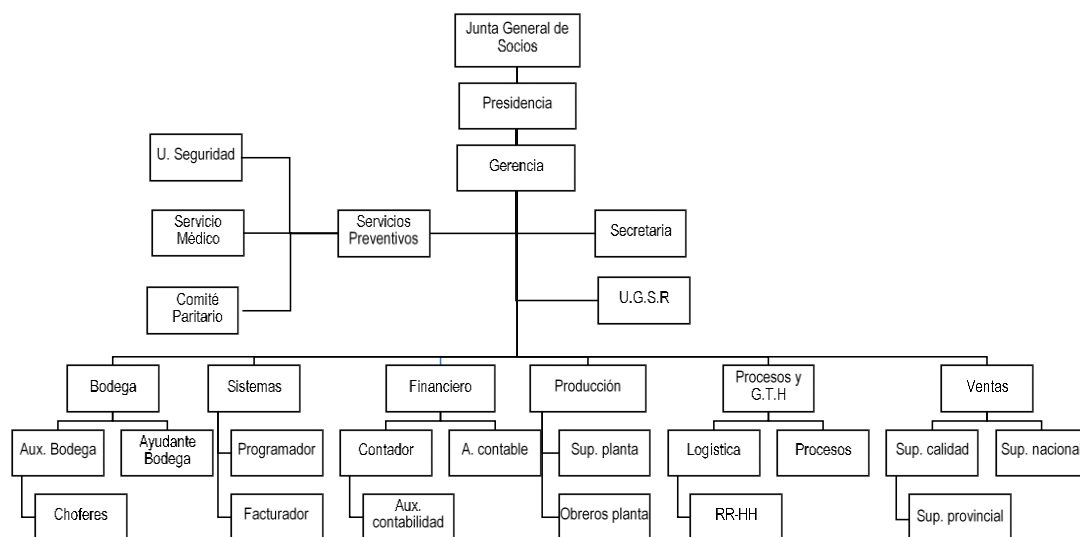 Junta General de
Socios
Presidencia
Gerencia
U. Seguridad
Servicio
Médico
Servicios
Preventivos
Secretaria
Comité
Paritario
U.G.S.R
Bodega
Sistemas
Financiero
Producción
Procesos y
G.T.H
Ventas
Aux. Bodega
Ayudante
Bodega
Programador
Contador
A. contable
Sup. planta
Logistica
Procesos
Sup. calidad
Sup. naciona
Choferes
Facturador
Aux.
contabilidad
Obreros planta
RR-HH
Sup. provincial